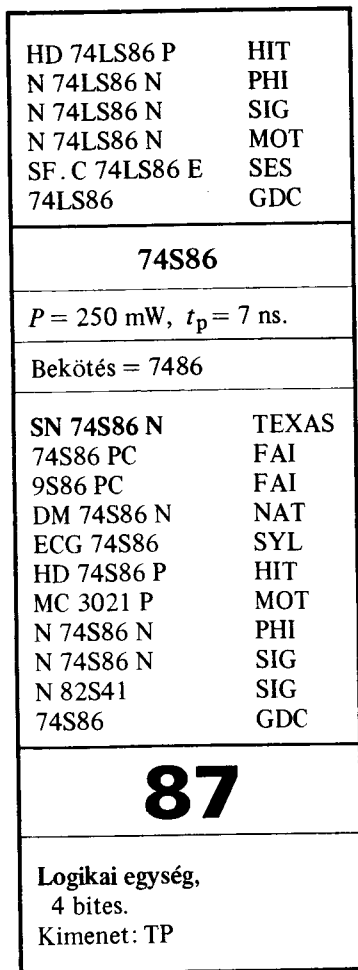 HD 74LS86 P HIT
N 74LS86 N PHI
N 74LS86 N SIG
N 74LS86 N MOT
SF. C 74LS86 E SES
74LS86 GDC
74S86
P = 250 mW, tp = 7 ns.
Bekötés = 7486
SN 74S86 N TEXAS
74S86 PC FAI
9S86 PC FAI
DM 74S86 N NAT
ECG 74S86 SYL
HD 74S86 P HIT
MC 3021 P MOT
N 74S86 N PHI
N 74S86 N SIG
N 82S41 SIG
74S86 GDC
87
Logikai egység,
4 bites.
Kimenet: TP